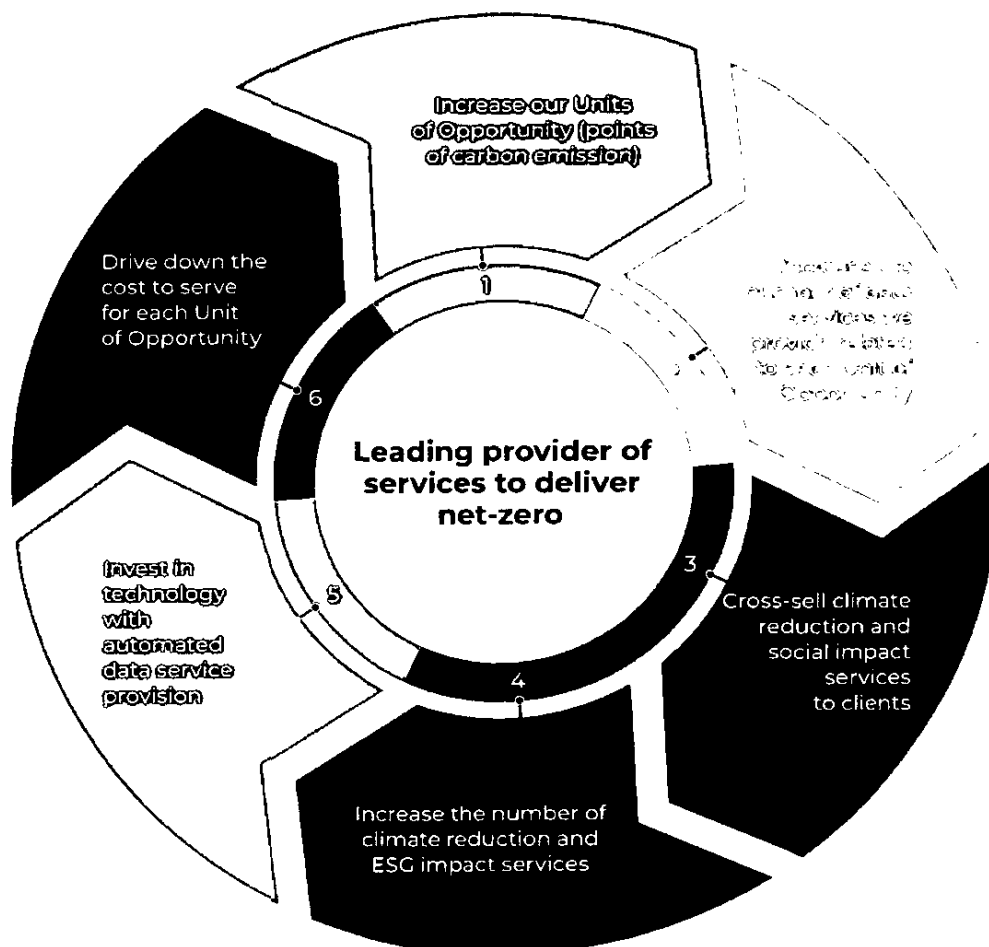 Increase our Units
of Opportunity (points
of carbon emission)
1
3
Cross-sell climate
reduction and
social impact
services
to clients
4
Increase the number of
climate reduction and
ESG impact services
5
Invest in
technology
with
automated
data service
provision
6
Drive down the
cost to serve
for each Unit
of Opportunity
Leading provider of
services to deliver
net-zero